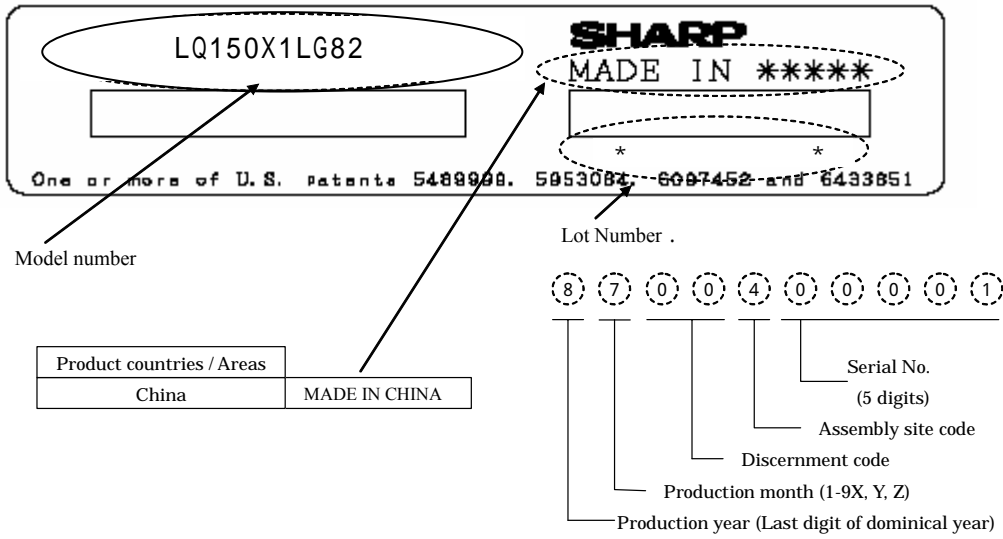 LQ150X1LG82
SHARP
MADE IN *****
* *
One or more of U.S. Patents 5489998. 5953084. 6097452 and 6433851
Model number
Lot Number .
8 7 0 0 4 0 0 0 0 1
Product countries / Areas
China MADE IN CHINA
Serial No.
(5 digits)
Assembly site code
Discernment code
Production month (1-9X, Y, Z)
Production year (Last digit of dominical year)